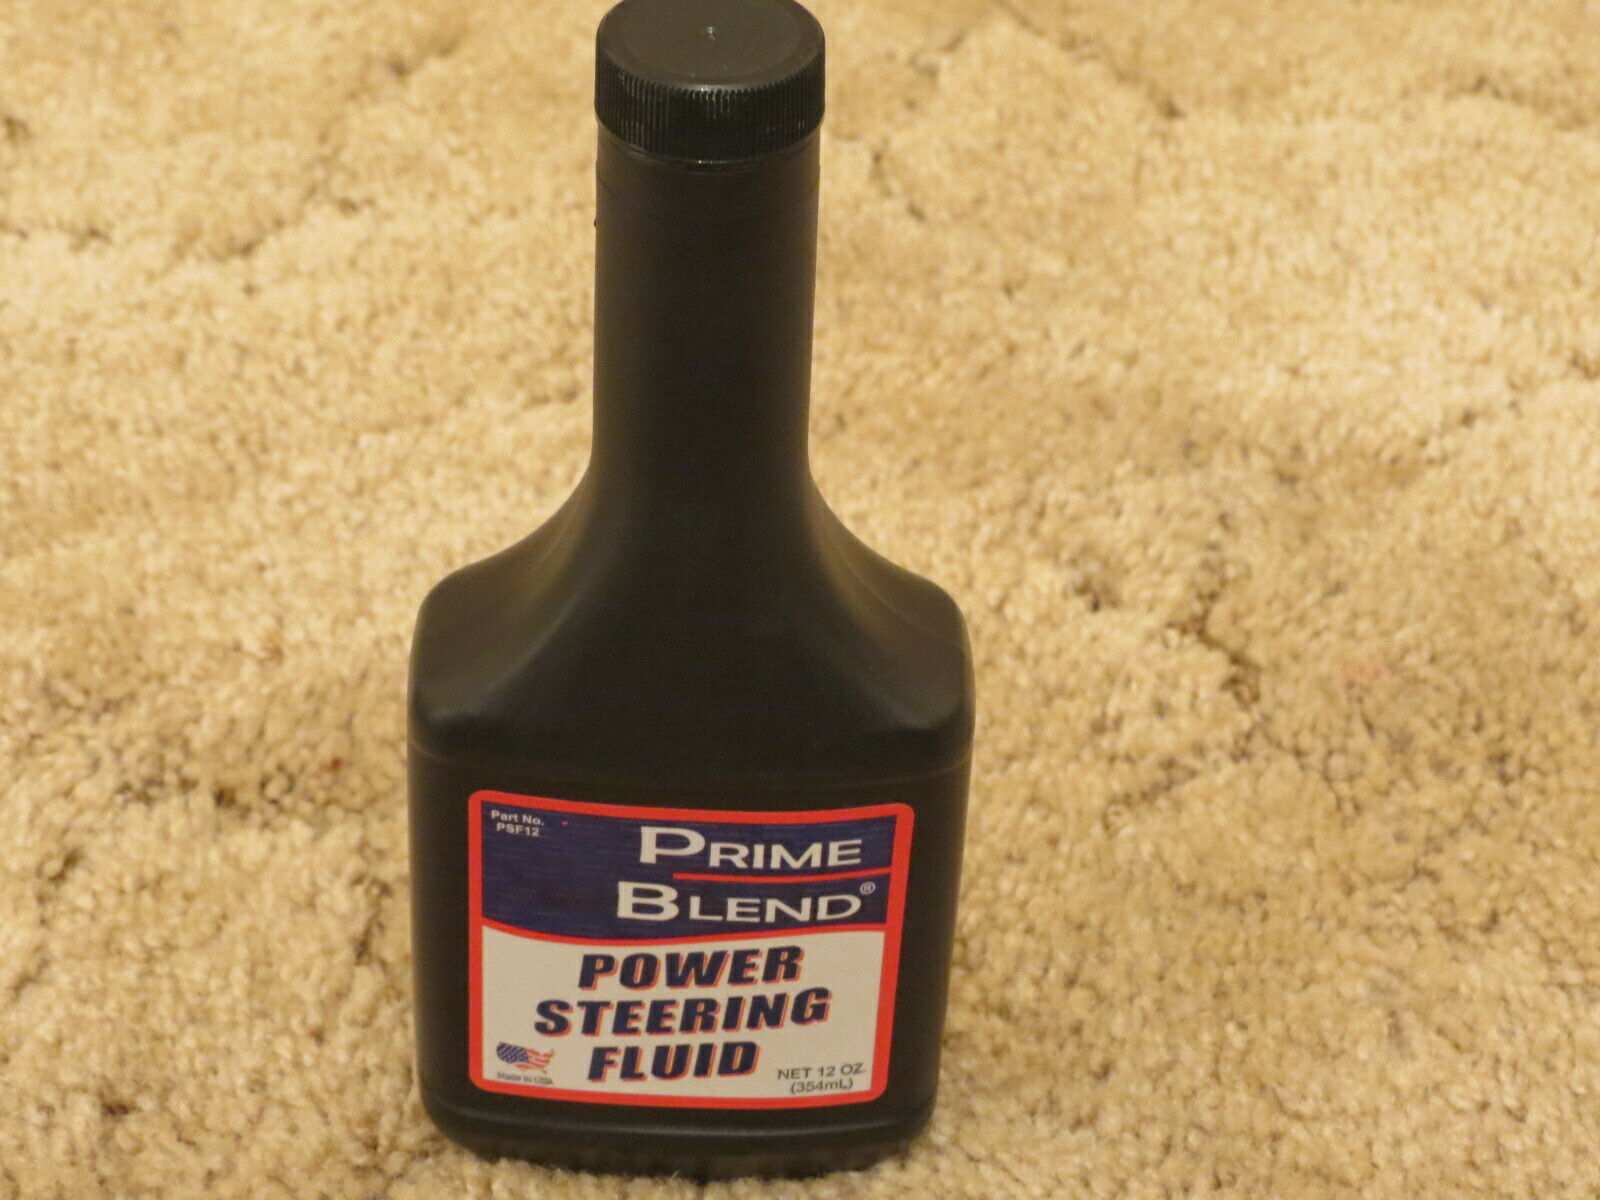 Part No.
PSF12
PRIME
BLEND®
POWER
STEERING
FLUID
Made in USA
NET 12 OZ.
(354mL)